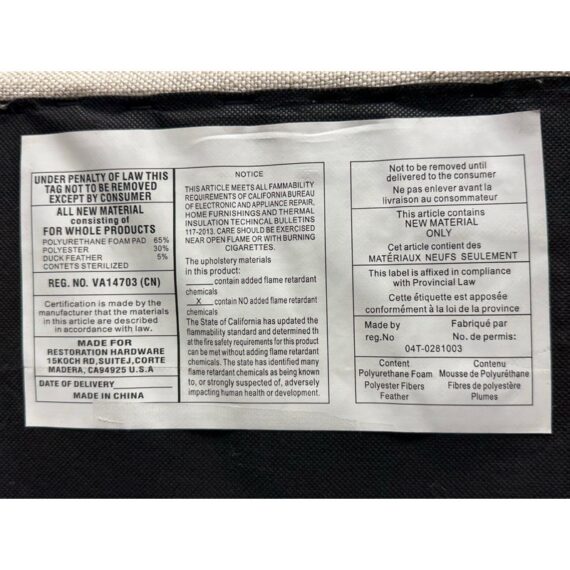 UNDER PENALTY OF LAW THIS
TAG NOT TO BE REMOVED
EXCEPT BY CONSUMER
ALL NEW MATERIAL
consisting of
FOR WHOLE PRODUCTS
POLYURETHANE FOAM PAD 65%
POLYESTER 30%
DUCK FEATHER 5%
CONTETS STERILIZED
REG. NO. VA14703 (CN)
Certification is made by the
manufacturer that the materials
in this article are described
in accordance with law.
MADE FOR
RESTORATION HARDWARE
15KOCH RD,SUITEJ,CORTE
MADERA, CA94925 U.S.A
DATE OF DELIVERY
MADE IN CHINA
NOTICE
THIS ARTICLE MEETS ALL FAMMABILITY
REQUIREMENTS OF CALIFORNIA BUREAU
OF ELECTRONIC AND APPLIANCE REPAIR,
HOME FURNISHINGS AND THERMAL
INSULATION TECHINCAL BULLETINS
117-2013. CARE SHOULD BE EXERCISED
NEAR OPEN FLAME OR WITH BURNING
CIGARETTES.
The upholstery materials
in this product:
contain added flame retardant
chemicals
X contain NO added flame retardant
chemicals
The State of California has updated the
flammability standard and determined th
at the fire safety requirements for this product
can be met without adding flame retardant
chemicals. The state has identified many
flame retardant chemicals as being known
to, or strongly suspected of, adversely
impacting human health or development.
Not to be removed until
delivered to the consumer
Ne pas enlever avant la
livraison au consommateur
This article contains
NEW MATERIAL
ONLY
Cet article contient des
MATÉRIAUX NEUFS SEULEMENT
This label is affixed in compliance
with Provincial Law
Cette étiquette est apposée
conformément à la loi de la province
Made by Fabriqué par
reg.No No. de permis:
04T-0281003
Content Contenu
Polyurethane Foam Mousse de Polyuréthane
Polyester Fibers Fibres de polyestère
Feather Plumes